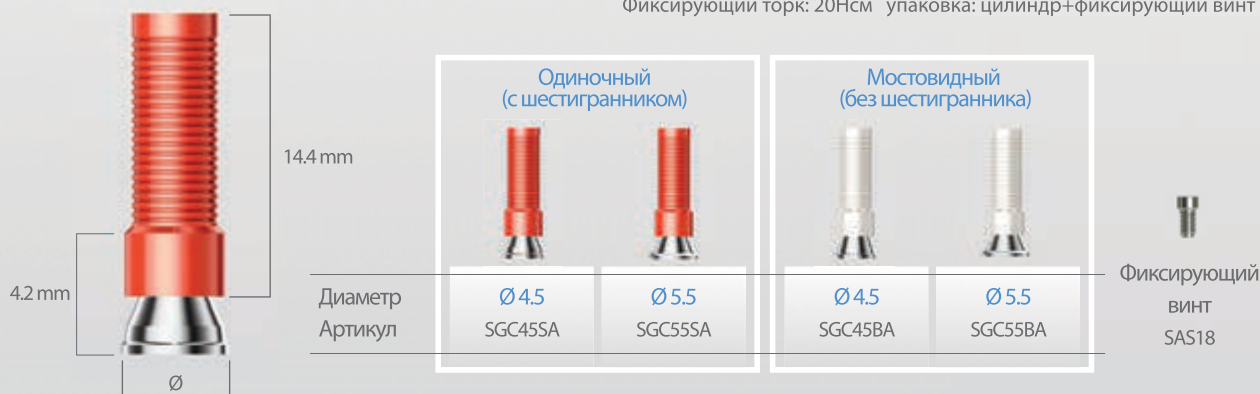 Фиксирующий торк: 20Нсм упаковка: цилиндр+фиксирующий винт
Одиночный
(с шестигранником)
Мостовидный
(без шестигранника)
14.4 mm
4.2 mm
Ø
Диаметр Ø 4.5 Ø 5.5 Ø 4.5 Ø 5.5
Артикул SGC45SA SGC55SA SGC45BA SGC55BA
Фиксирующий
винт
SAS18